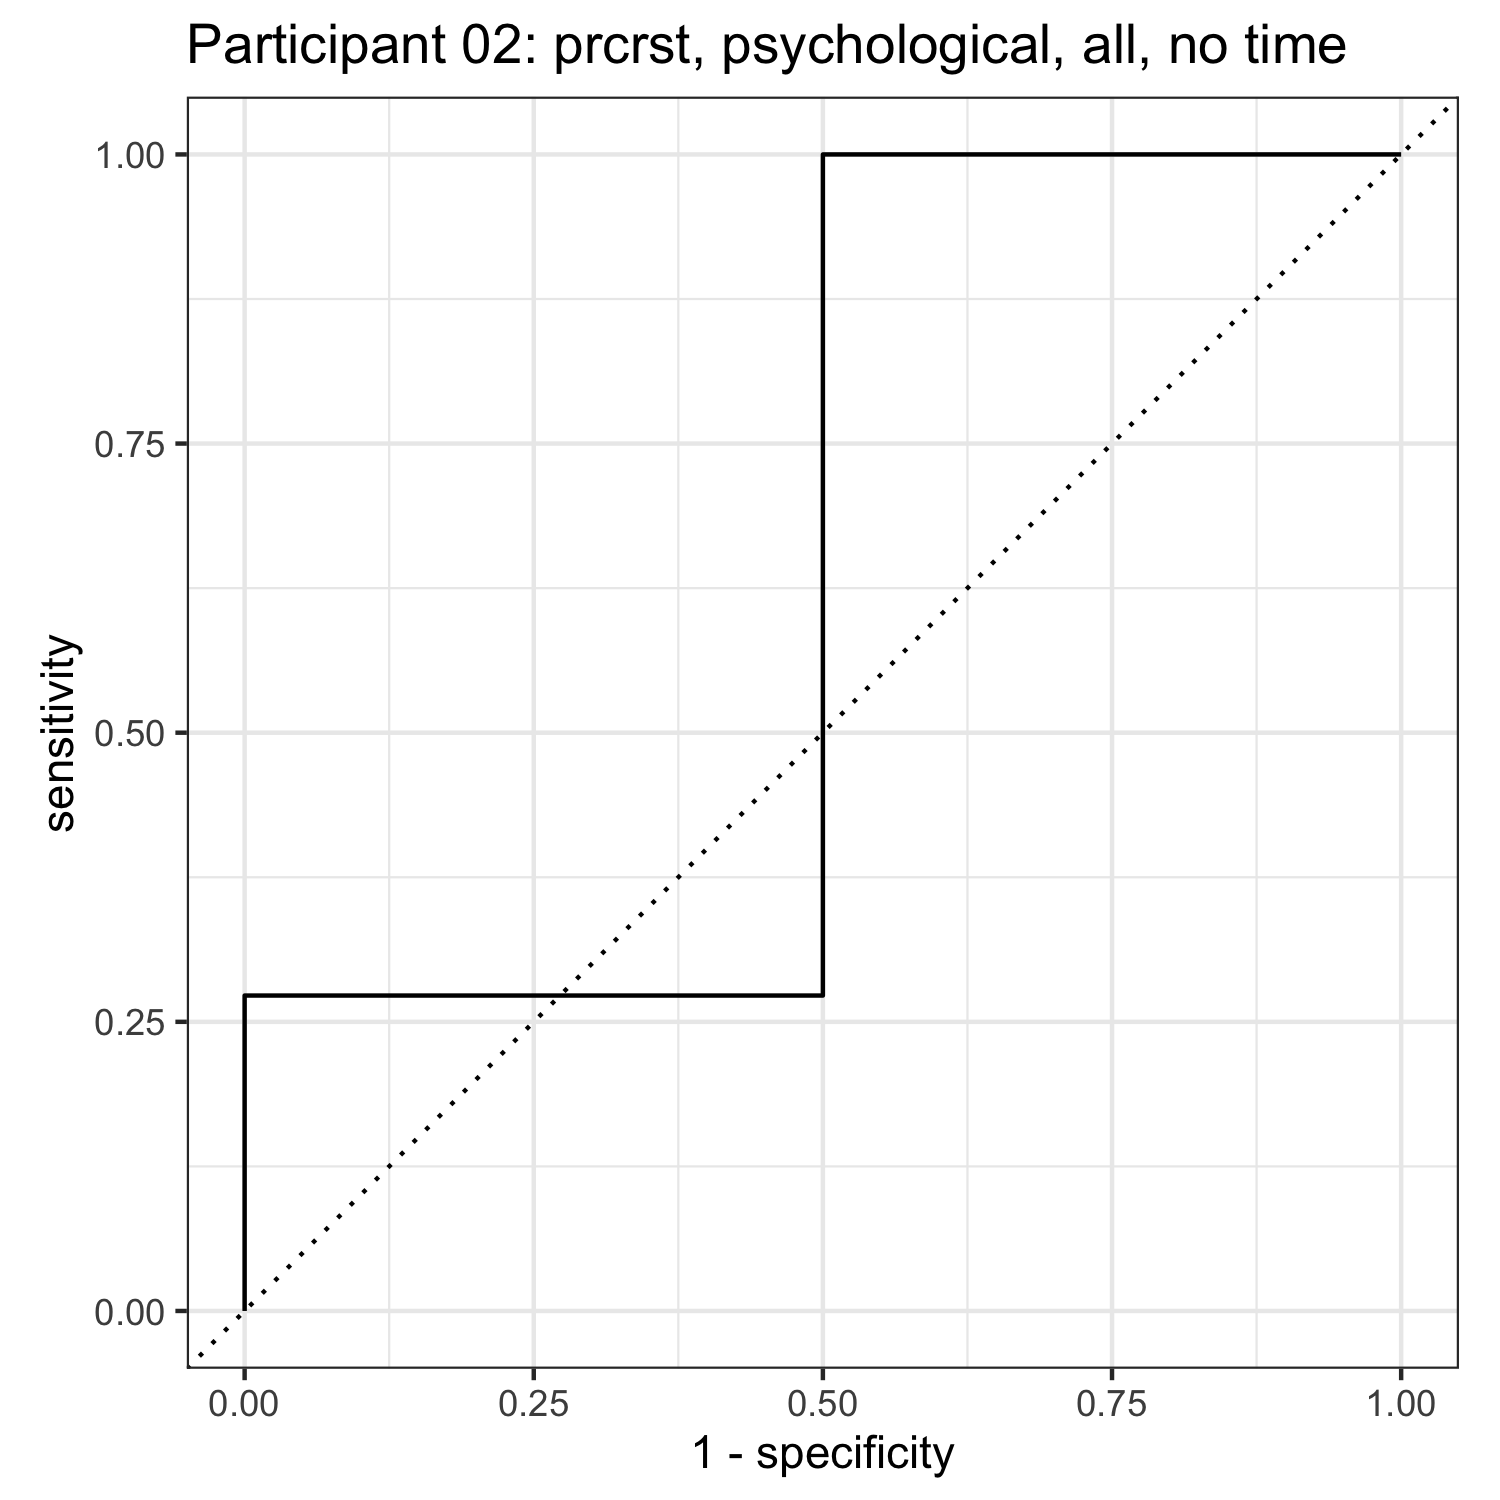 Participant 02: prcrst, psychological, all, no time
1.00
0.75
0.50
0.25
0.00
sensitivity
0.00 0.25 0.50 0.75 1.00
1 - specificity